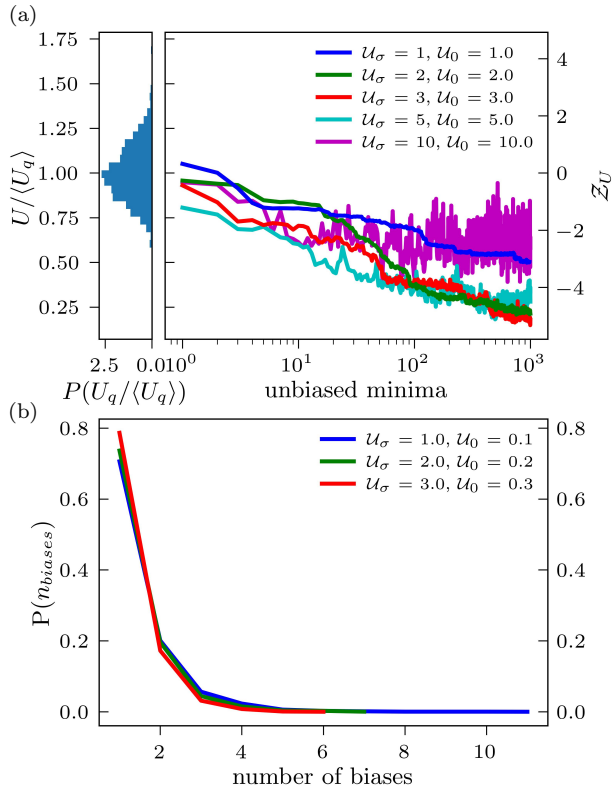 (a)
U/⟨U_q⟩
1.75
1.50
1.25
1.00
0.75
0.50
0.25
2.5 0.0
P(U_q/⟨U_q⟩)
𝒰_σ = 1, 𝒰_0 = 1.0
𝒰_σ = 2, 𝒰_0 = 2.0
𝒰_σ = 3, 𝒰_0 = 3.0
𝒰_σ = 5, 𝒰_0 = 5.0
𝒰_σ = 10, 𝒰_0 = 10.0
10^0 10^1 10^2 10^3
unbiased minima
4
2
0
−2
−4
𝒵_U
(b)
P(n_{biases})
0.8
0.6
0.4
0.2
0.0
𝒰_σ = 1.0, 𝒰_0 = 0.1
𝒰_σ = 2.0, 𝒰_0 = 0.2
𝒰_σ = 3.0, 𝒰_0 = 0.3
0.8
0.6
0.4
0.2
0.0
2 4 6 8 10
number of biases